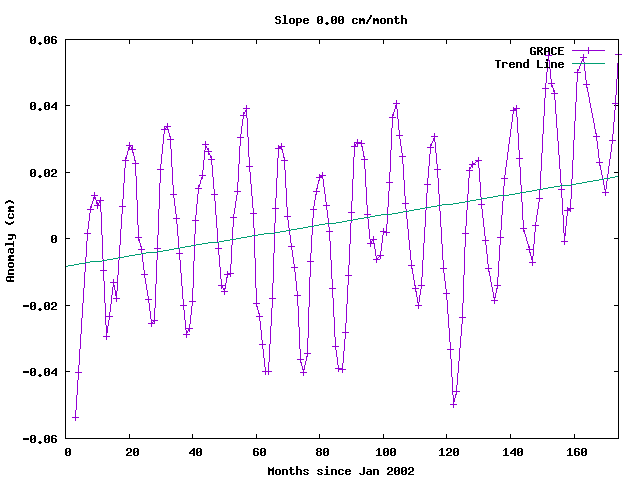 Slope 0.00 cm/month
0.06
0.04
0.02
0
-0.02
-0.04
-0.06
Anomaly (cm)
GRACE
Trend Line
0 20 40 60 80 100 120 140 160
Months since Jan 2002